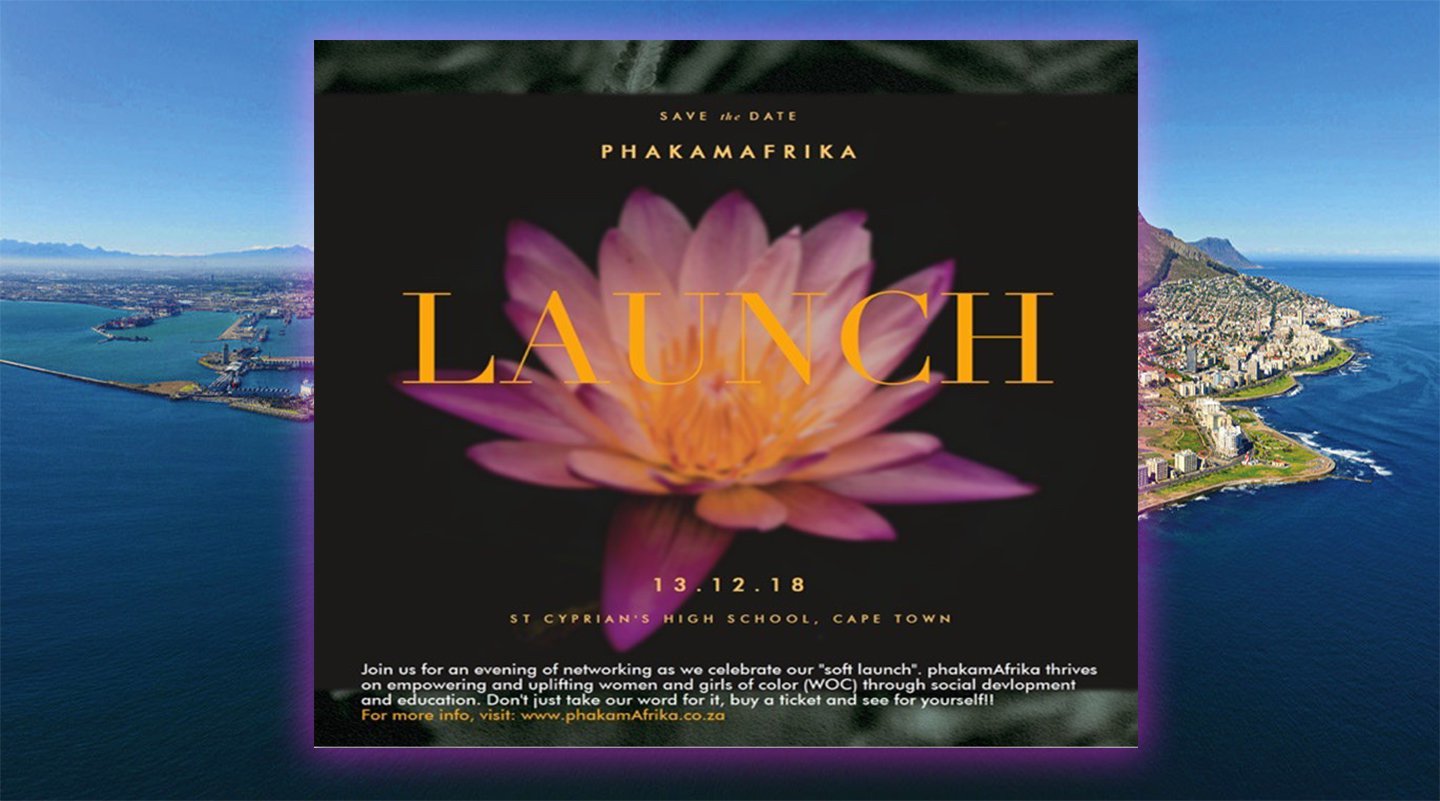 SAVE the DATE
PHAKAMAFRIKA
LAUNCH
13.12.18
ST CYPRIAN'S HIGH SCHOOL, CAPE TOWN
Join us for an evening of networking as we celebrate our "soft launch". phakamAfrika thrives
on empowering and uplifting women and girls of color (WOC) through social devlopment
and education. Don't just take our word for it, buy a ticket and see for yourself!!
For more info, visit: www.phakamAfrika.co.za